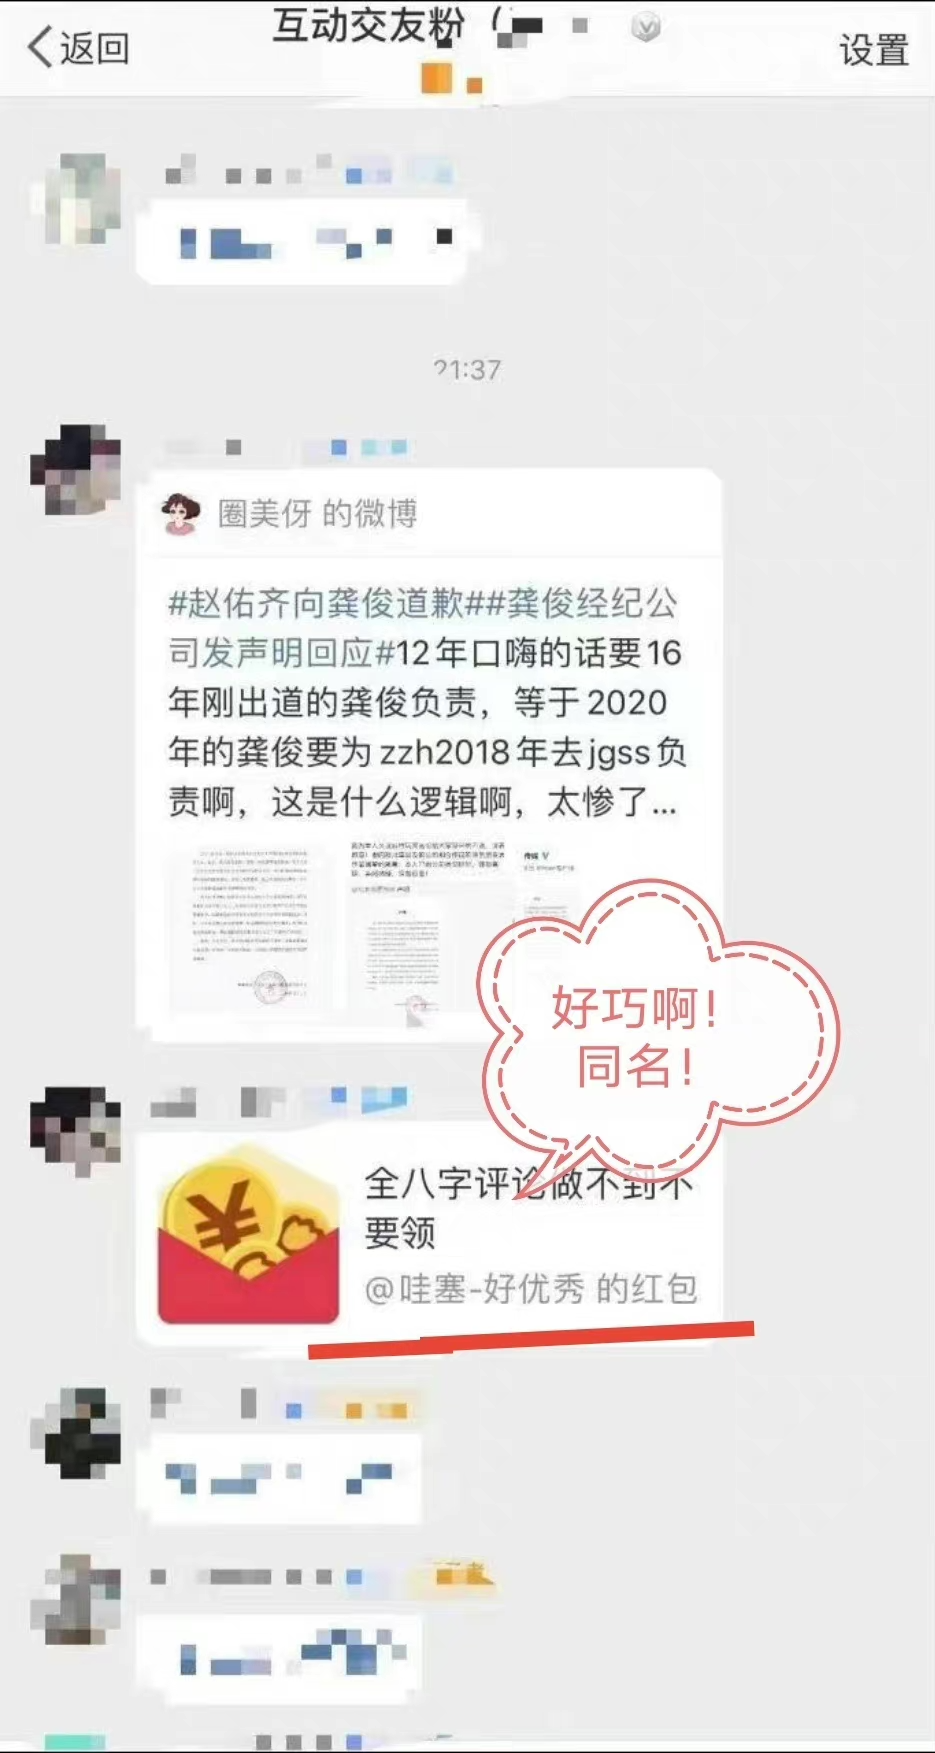 返回
互动交友粉（
设置
21:37
圈美伢 的微博
#赵佑齐向龚俊道歉##龚俊经纪公
司发声明回应#12年口嗨的话要16
年刚出道的龚俊负责，等于2020
年的龚俊要为zzh2018年去jgss负
责啊，这是什么逻辑啊，太惨了...
好巧啊！
同名！
全八字评论做不到不
要领
@哇塞-好优秀 的红包